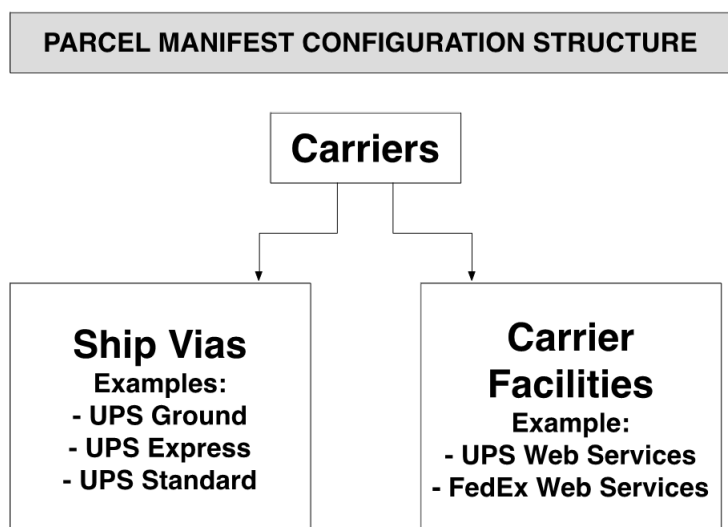 PARCEL MANIFEST CONFIGURATION STRUCTURE
Carriers
Ship Vias
Examples:
- UPS Ground
- UPS Express
- UPS Standard
Carrier
Facilities
Example:
- UPS Web Services
- FedEx Web Services